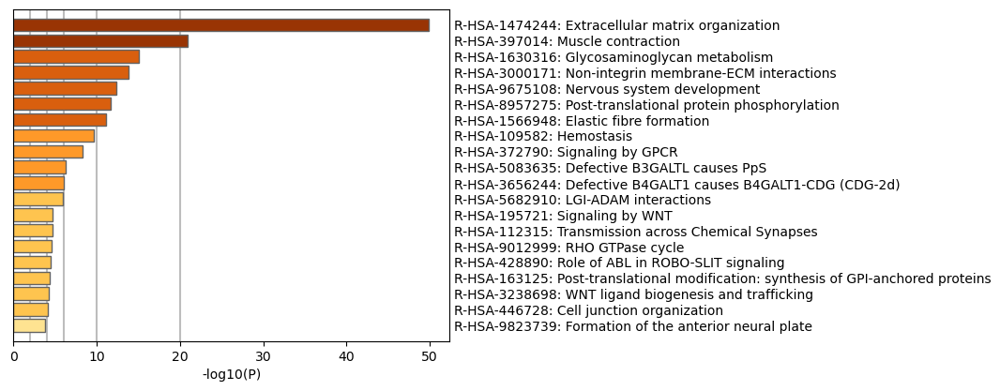 R-HSA-1474244: Extracellular matrix organization
R-HSA-397014: Muscle contraction
R-HSA-1630316: Glycosaminoglycan metabolism
R-HSA-3000171: Non-integrin membrane-ECM interactions
R-HSA-9675108: Nervous system development
R-HSA-8957275: Post-translational protein phosphorylation
R-HSA-1566948: Elastic fibre formation
R-HSA-109582: Hemostasis
R-HSA-372790: Signaling by GPCR
R-HSA-5083635: Defective B3GALTL causes PpS
R-HSA-3656244: Defective B4GALT1 causes B4GALT1-CDG (CDG-2d)
R-HSA-5682910: LGI-ADAM interactions
R-HSA-195721: Signaling by WNT
R-HSA-112315: Transmission across Chemical Synapses
R-HSA-9012999: RHO GTPase cycle
R-HSA-428890: Role of ABL in ROBO-SLIT signaling
R-HSA-163125: Post-translational modification: synthesis of GPI-anchored proteins
R-HSA-3238698: WNT ligand biogenesis and trafficking
R-HSA-446728: Cell junction organization
R-HSA-9823739: Formation of the anterior neural plate
0 10 20 30 40 50
-log10(P)